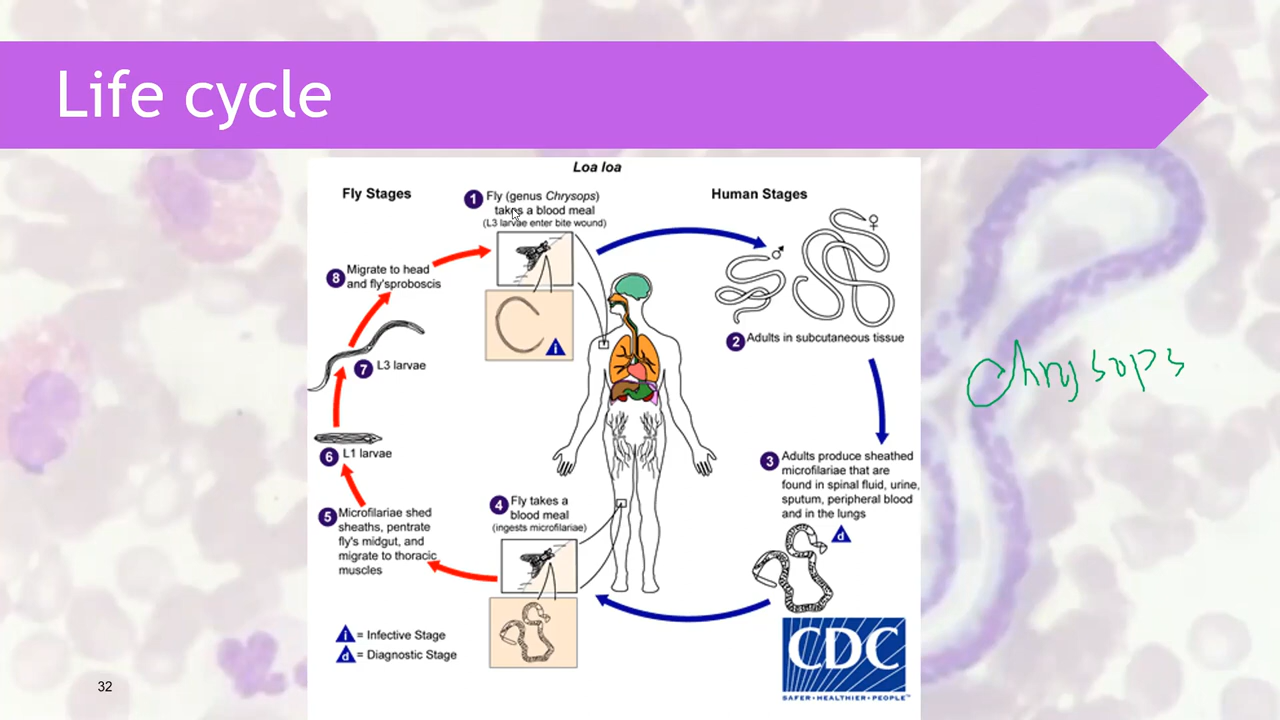 Life cycle
Loa loa
Fly Stages
Human Stages
1 Fly (genus Chrysops)
takes a blood meal
(L3 larvae enter bite wound)
8 Migrate to head
and fly'sproboscis
i
♂
♀
2 Adults in subcutaneous tissue
7 L3 larvae
Chrysops
6 L1 larvae
3 Adults produce sheathed
microfilariae that are
found in spinal fluid, urine,
sputum, peripheral blood
and in the lungs
d
4 Fly takes a
blood meal
(ingests microfilariae)
5 Microfilariae shed
sheaths, pentrate
fly's midgut, and
migrate to thoracic
muscles
i = Infective Stage
d = Diagnostic Stage
CDC
SAFER • HEALTHIER • PEOPLE™
32